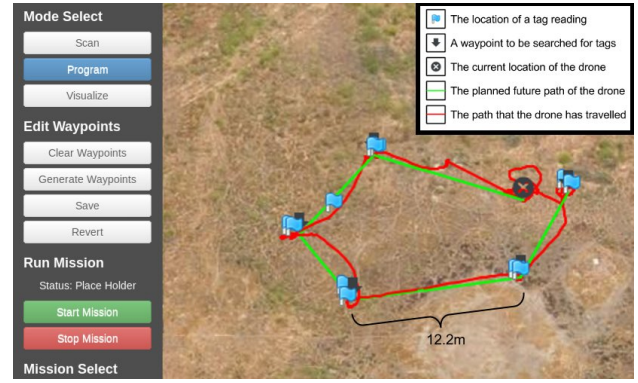 Mode Select
Scan
Program
Visualize
Edit Waypoints
Clear Waypoints
Generate Waypoints
Save
Revert
Run Mission
Status: Place Holder
Start Mission
Stop Mission
Mission Select
The location of a tag reading
A waypoint to be searched for tags
The current location of the drone
The planned future path of the drone
The path that the drone has travelled
12.2m